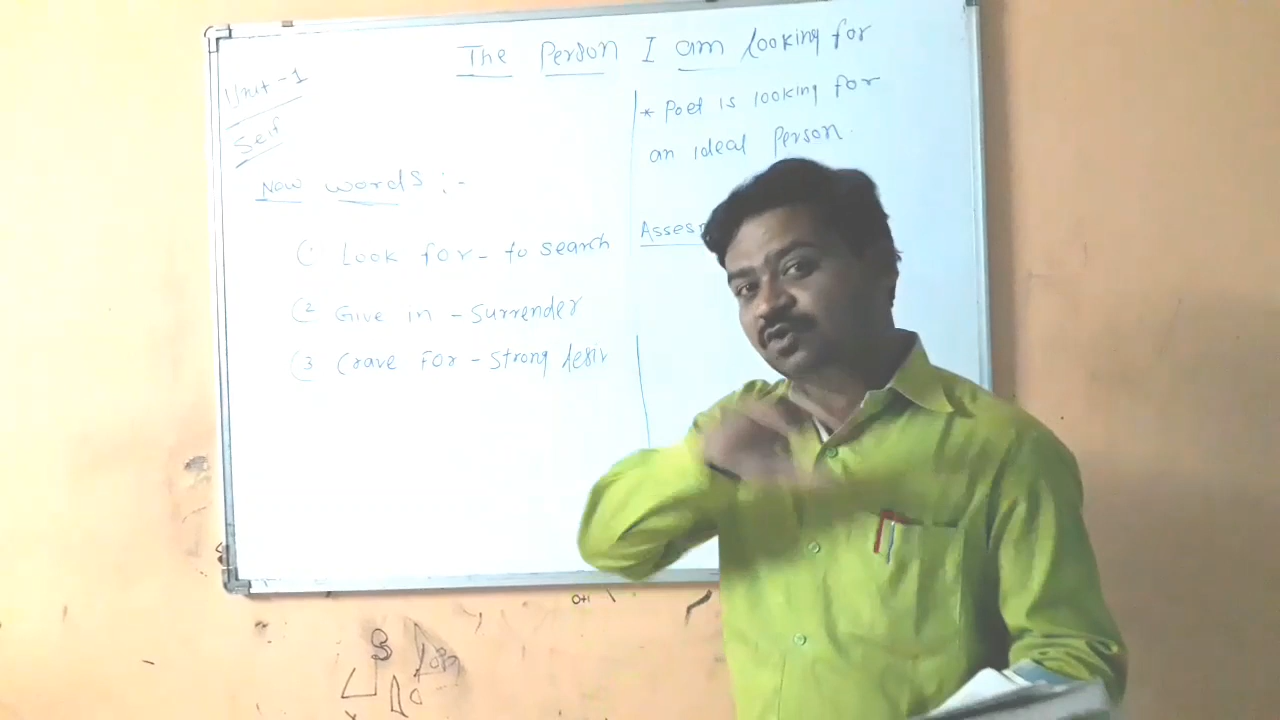 The Person I am looking for
Unit-1
Self
New words :-
(1 Look for - to search
(2 Give in - Surrender
(3 Crave For - Strong desir
* Poet is looking for
an ideal Person.
Assesm